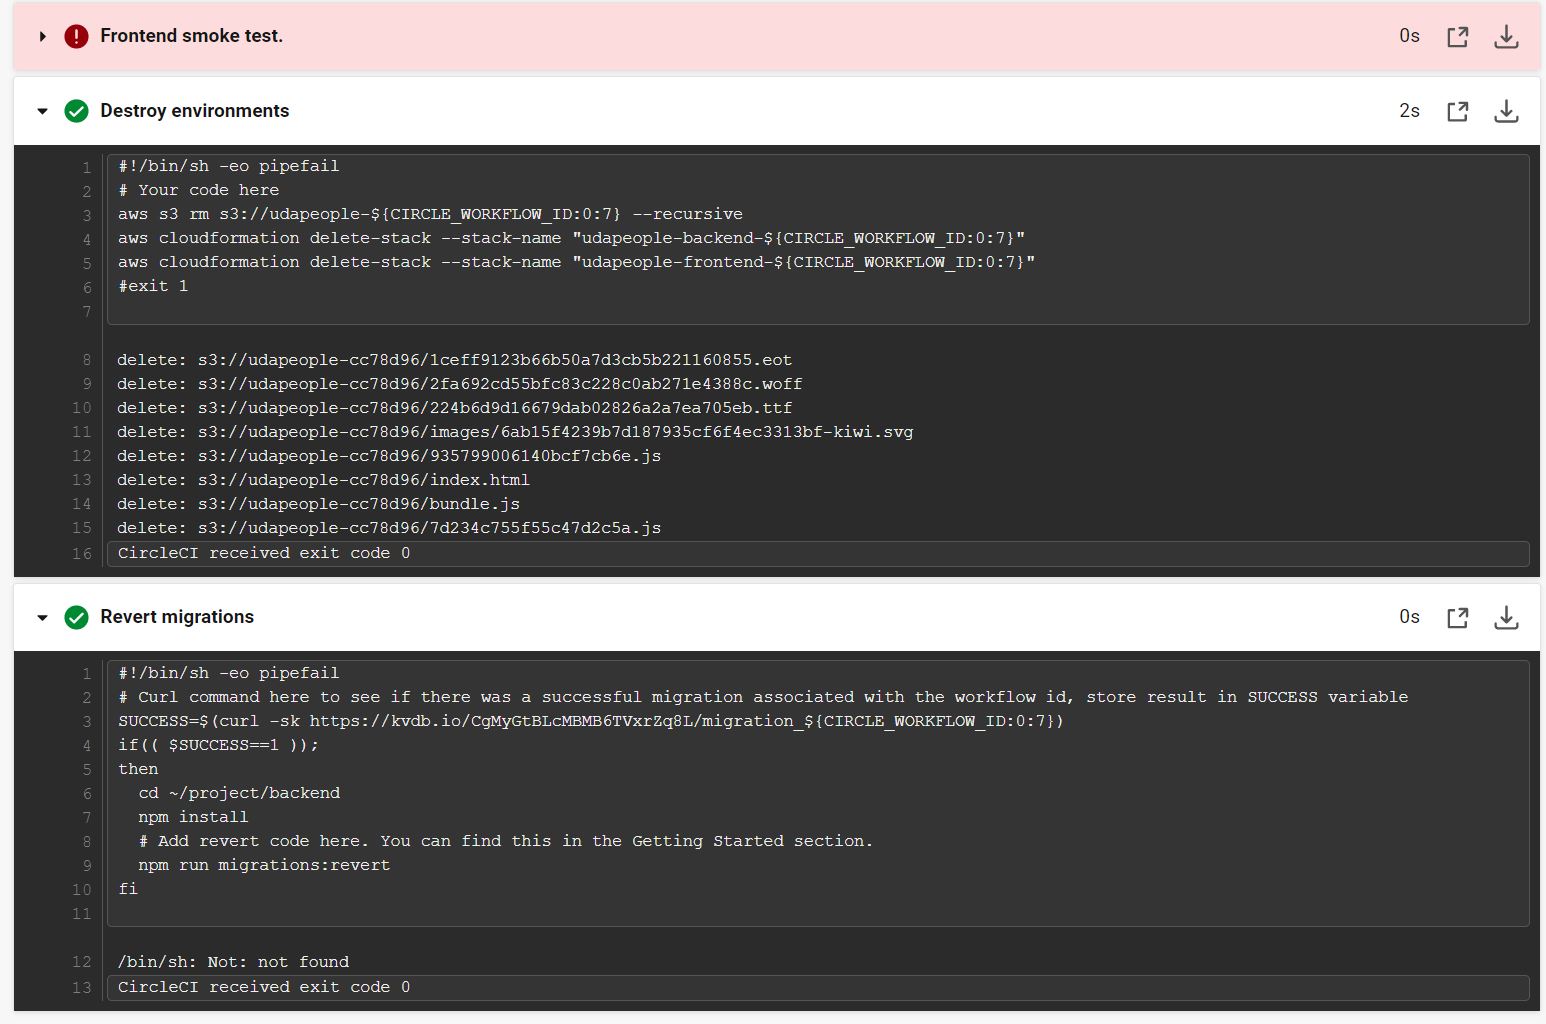 Frontend smoke test. 0s
Destroy environments 2s
1 #!/bin/sh -eo pipefail
2 # Your code here
3 aws s3 rm s3://udapeople-${CIRCLE_WORKFLOW_ID:0:7} --recursive
4 aws cloudformation delete-stack --stack-name "udapeople-backend-${CIRCLE_WORKFLOW_ID:0:7}"
5 aws cloudformation delete-stack --stack-name "udapeople-frontend-${CIRCLE_WORKFLOW_ID:0:7}"
6 #exit 1
7
8 delete: s3://udapeople-cc78d96/1ceff9123b66b50a7d3cb5b221160855.eot
9 delete: s3://udapeople-cc78d96/2fa692cd55bfc83c228c0ab271e4388c.woff
10 delete: s3://udapeople-cc78d96/224b6d9d16679dab02826a2a7ea705eb.ttf
11 delete: s3://udapeople-cc78d96/images/6ab15f4239b7d187935cf6f4ec3313bf-kiwi.svg
12 delete: s3://udapeople-cc78d96/935799006140bcf7cb6e.js
13 delete: s3://udapeople-cc78d96/index.html
14 delete: s3://udapeople-cc78d96/bundle.js
15 delete: s3://udapeople-cc78d96/7d234c755f55c47d2c5a.js
16 CircleCI received exit code 0
Revert migrations 0s
1 #!/bin/sh -eo pipefail
2 # Curl command here to see if there was a successful migration associated with the workflow id, store result in SUCCESS variable
3 SUCCESS=$(curl -sk https://kvdb.io/CgMyGtBLcMBMB6TVxrZq8L/migration_${CIRCLE_WORKFLOW_ID:0:7})
4 if(( $SUCCESS==1 ));
5 then
6 cd ~/project/backend
7 npm install
8 # Add revert code here. You can find this in the Getting Started section.
9 npm run migrations:revert
10 fi
11
12 /bin/sh: Not: not found
13 CircleCI received exit code 0